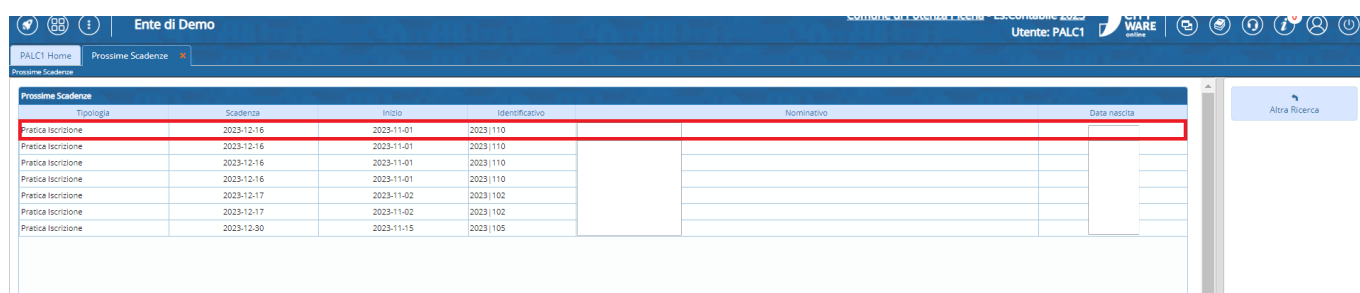 Ente di Demo
Comune di Potenza Picena - Es.Contabile 2023
Utente: PALC1
CITY
WARE
online
PALC1 Home
Prossime Scadenze ×
Prossime Scadenze
Prossime Scadenze
Tipologia Scadenza Inizio Identificativo Nominativo Data nascita
Pratica Iscrizione 2023-12-16 2023-11-01 2023|110
Pratica Iscrizione 2023-12-16 2023-11-01 2023|110
Pratica Iscrizione 2023-12-16 2023-11-01 2023|110
Pratica Iscrizione 2023-12-16 2023-11-01 2023|110
Pratica Iscrizione 2023-12-17 2023-11-02 2023|102
Pratica Iscrizione 2023-12-17 2023-11-02 2023|102
Pratica Iscrizione 2023-12-30 2023-11-15 2023|105
Altra Ricerca